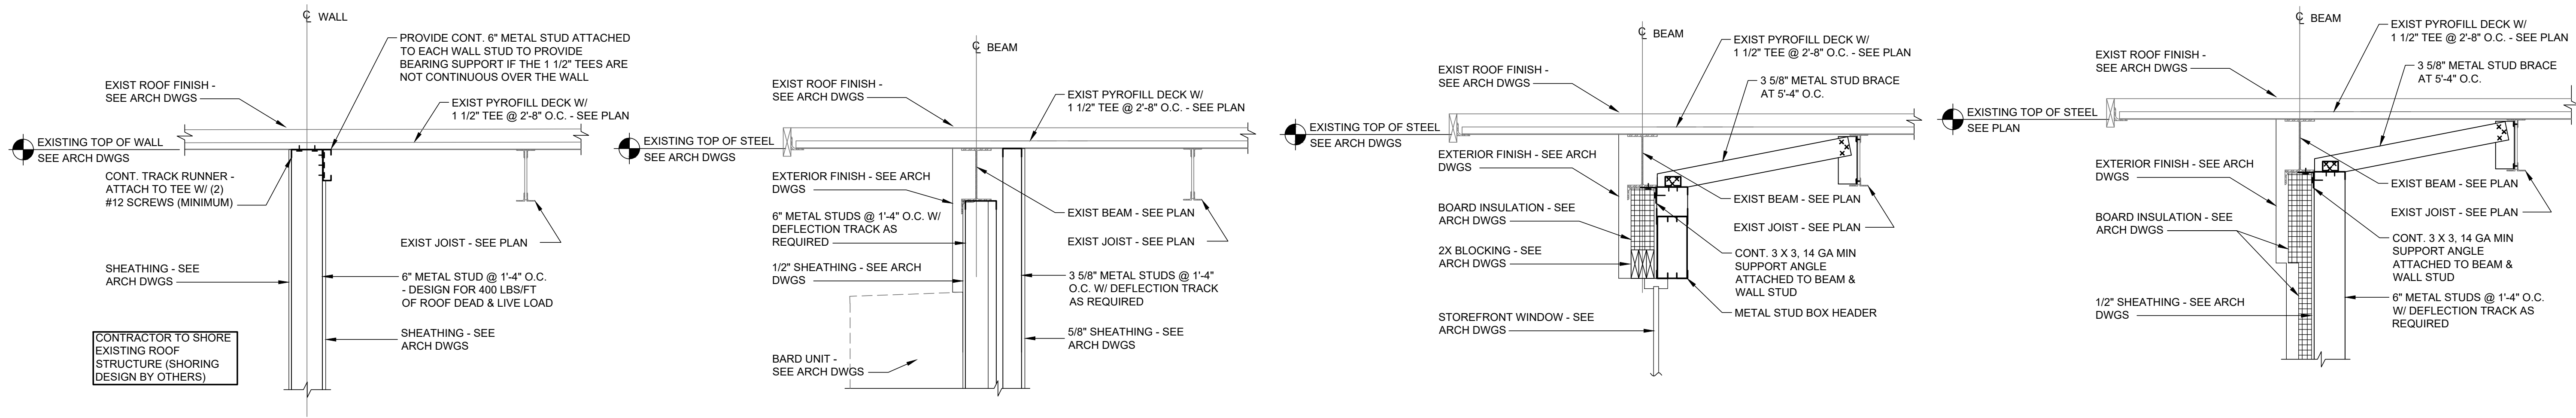 ℄ WALL
PROVIDE CONT. 6" METAL STUD ATTACHED
TO EACH WALL STUD TO PROVIDE
BEARING SUPPORT IF THE 1 1/2" TEES ARE
NOT CONTINUOUS OVER THE WALL
EXIST ROOF FINISH -
SEE ARCH DWGS
EXIST PYROFILL DECK W/
1 1/2" TEE @ 2'-8" O.C. - SEE PLAN
EXISTING TOP OF WALL
SEE ARCH DWGS
CONT. TRACK RUNNER -
ATTACH TO TEE W/ (2)
#12 SCREWS (MINIMUM)
EXIST JOIST - SEE PLAN
SHEATHING - SEE
ARCH DWGS
6" METAL STUD @ 1'-4" O.C.
- DESIGN FOR 400 LBS/FT
OF ROOF DEAD & LIVE LOAD
SHEATHING - SEE
ARCH DWGS
CONTRACTOR TO SHORE
EXISTING ROOF
STRUCTURE (SHORING
DESIGN BY OTHERS)
℄ BEAM
EXIST ROOF FINISH -
SEE ARCH DWGS
EXIST PYROFILL DECK W/
1 1/2" TEE @ 2'-8" O.C. - SEE PLAN
EXISTING TOP OF STEEL
SEE ARCH DWGS
EXTERIOR FINISH - SEE ARCH
DWGS
6" METAL STUDS @ 1'-4" O.C. W/
DEFLECTION TRACK AS
REQUIRED
EXIST BEAM - SEE PLAN
EXIST JOIST - SEE PLAN
1/2" SHEATHING - SEE ARCH
DWGS
3 5/8" METAL STUDS @ 1'-4"
O.C. W/ DEFLECTION TRACK
AS REQUIRED
5/8" SHEATHING - SEE
ARCH DWGS
BARD UNIT -
SEE ARCH DWGS
℄ BEAM
EXIST PYROFILL DECK W/
1 1/2" TEE @ 2'-8" O.C. - SEE PLAN
EXIST ROOF FINISH -
SEE ARCH DWGS
3 5/8" METAL STUD BRACE
AT 5'-4" O.C.
EXISTING TOP OF STEEL
SEE ARCH DWGS
EXTERIOR FINISH - SEE ARCH
DWGS
EXIST BEAM - SEE PLAN
BOARD INSULATION - SEE
ARCH DWGS
EXIST JOIST - SEE PLAN
2X BLOCKING - SEE
ARCH DWGS
CONT. 3 X 3, 14 GA MIN
SUPPORT ANGLE
ATTACHED TO BEAM &
WALL STUD
METAL STUD BOX HEADER
STOREFRONT WINDOW - SEE
ARCH DWGS
℄ BEAM
EXIST PYROFILL DECK W/
1 1/2" TEE @ 2'-8" O.C. - SEE PLAN
EXIST ROOF FINISH -
SEE ARCH DWGS
3 5/8" METAL STUD BRACE
AT 5'-4" O.C.
EXISTING TOP OF STEEL
SEE PLAN
EXTERIOR FINISH - SEE ARCH
DWGS
EXIST BEAM - SEE PLAN
EXIST JOIST - SEE PLAN
BOARD INSULATION - SEE
ARCH DWGS
CONT. 3 X 3, 14 GA MIN
SUPPORT ANGLE
ATTACHED TO BEAM &
WALL STUD
1/2" SHEATHING - SEE ARCH
DWGS
6" METAL STUDS @ 1'-4" O.C.
W/ DEFLECTION TRACK AS
REQUIRED